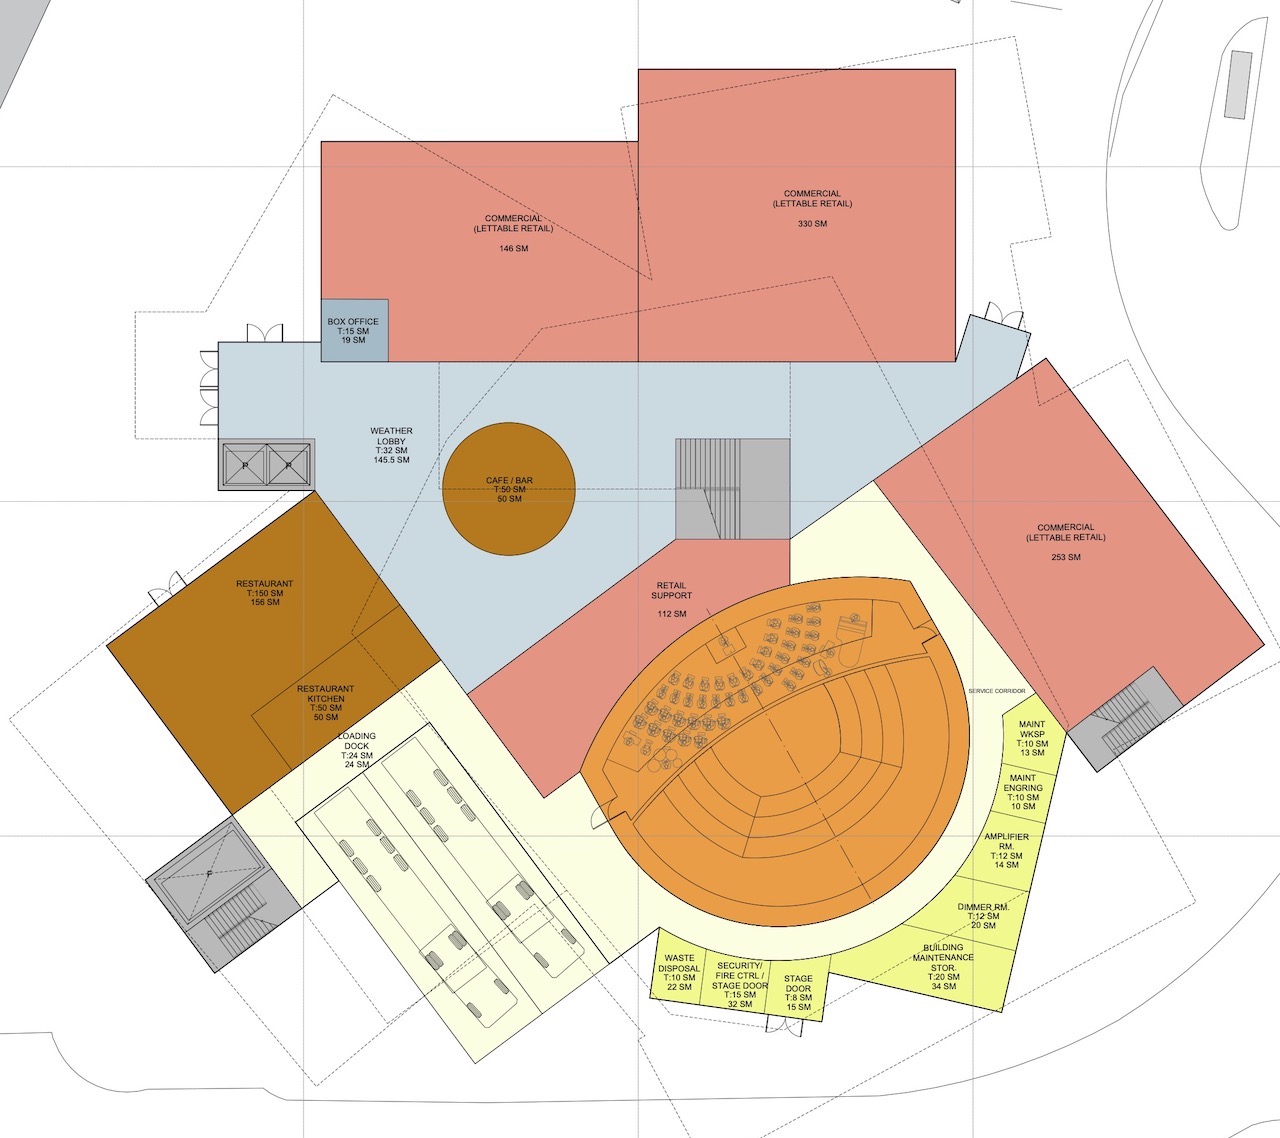 COMMERCIAL
(LETTABLE RETAIL)
330 SM
COMMERCIAL
(LETTABLE RETAIL)
146 SM
BOX OFFICE
T:15 SM
19 SM
WEATHER
LOBBY
T:32 SM
145.5 SM
P
P
CAFE / BAR
T:50 SM
50 SM
COMMERCIAL
(LETTABLE RETAIL)
253 SM
RESTAURANT
T:150 SM
156 SM
RETAIL
SUPPORT
112 SM
RESTAURANT
KITCHEN
T:50 SM
50 SM
SERVICE CORRIDOR
LOADING
DOCK
T:24 SM
24 SM
MAINT
WKSP
T:10 SM
13 SM
MAINT
ENGRING
T:10 SM
10 SM
AMPLIFIER
RM.
T:12 SM
14 SM
P
DIMMER RM.
T:12 SM
20 SM
BUILDING
MAINTENANCE
STOR.
T:20 SM
34 SM
WASTE
DISPOSAL
T:10 SM
22 SM
SECURITY/
FIRE CTRL /
STAGE DOOR
T:15 SM
32 SM
STAGE
DOOR
T:8 SM
15 SM